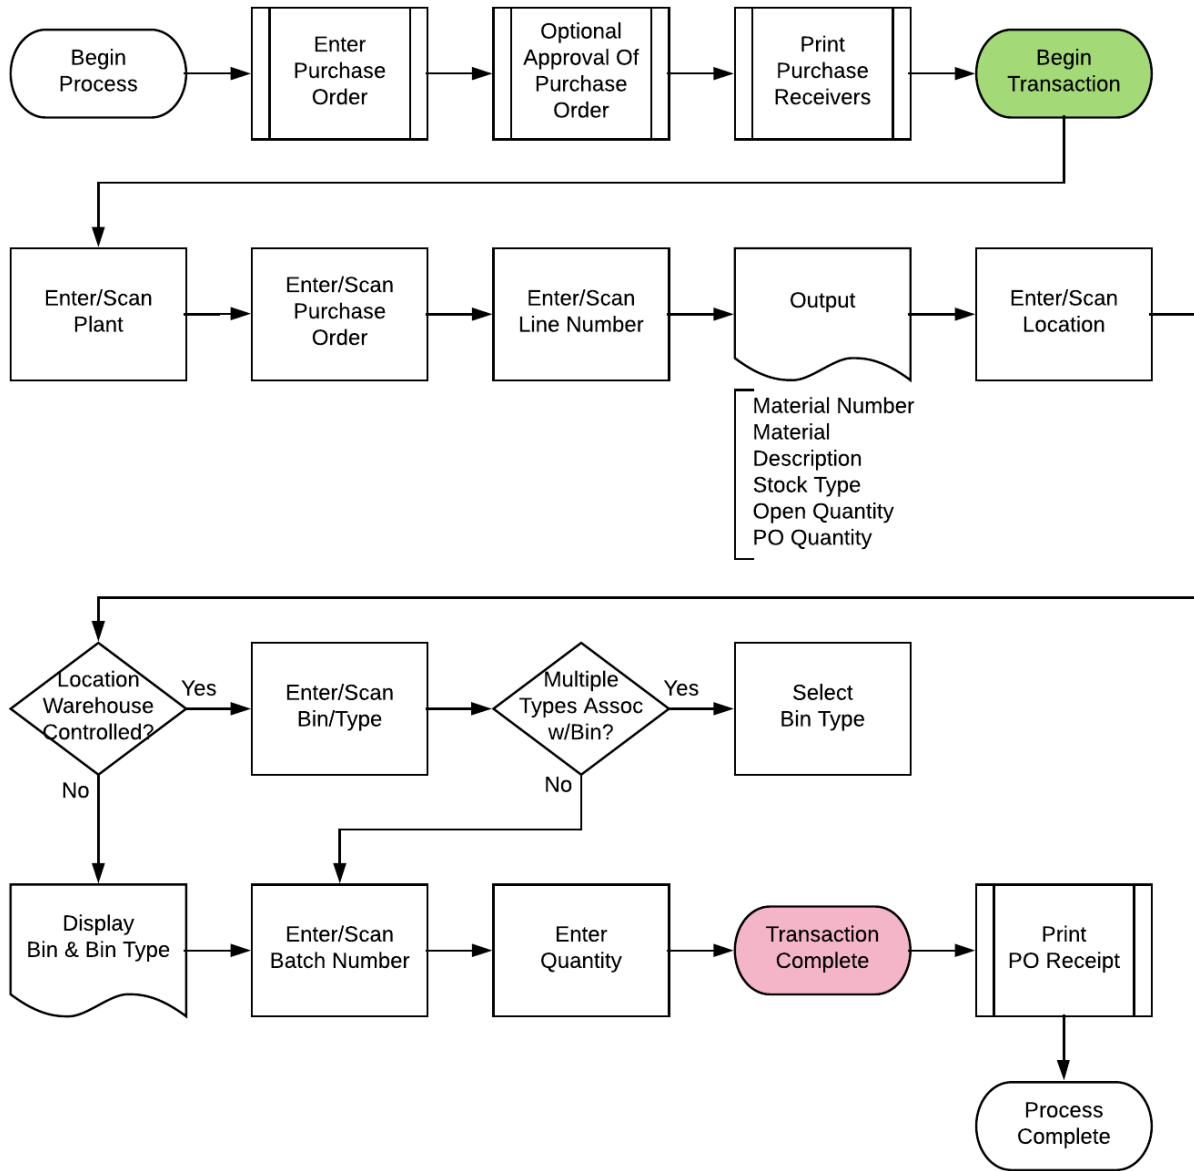 Begin
Process
Enter
Purchase
Order
Optional
Approval Of
Purchase
Order
Print
Purchase
Receivers
Begin
Transaction
Enter/Scan
Plant
Enter/Scan
Purchase
Order
Enter/Scan
Line Number
Output
Enter/Scan
Location
Material Number
Material
Description
Stock Type
Open Quantity
PO Quantity
Location
Warehouse
Controlled?
Yes
Enter/Scan
Bin/Type
Multiple
Types Assoc
w/Bin?
Yes
Select
Bin Type
No
No
Display
Bin & Bin Type
Enter/Scan
Batch Number
Enter
Quantity
Transaction
Complete
Print
PO Receipt
Process
Complete